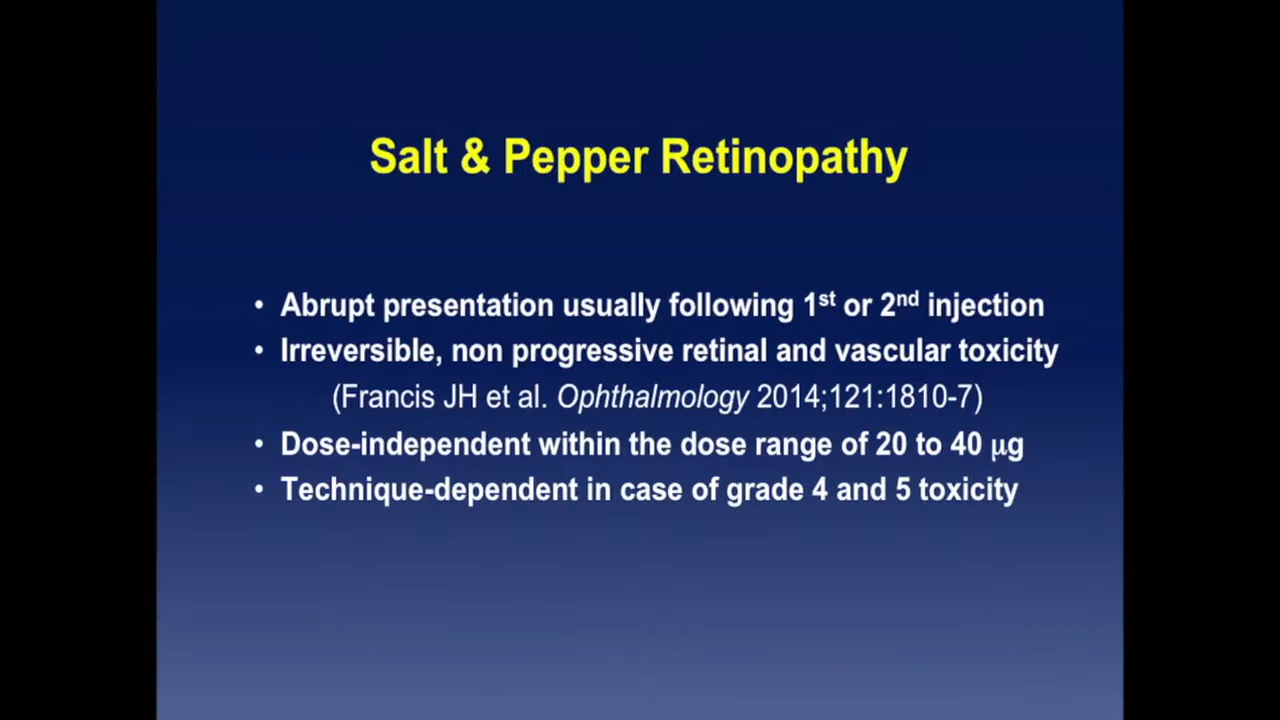 Salt & Pepper Retinopathy
• Abrupt presentation usually following 1st or 2nd injection
• Irreversible, non progressive retinal and vascular toxicity
(Francis JH et al. Ophthalmology 2014;121:1810-7)
• Dose-independent within the dose range of 20 to 40 μg
• Technique-dependent in case of grade 4 and 5 toxicity